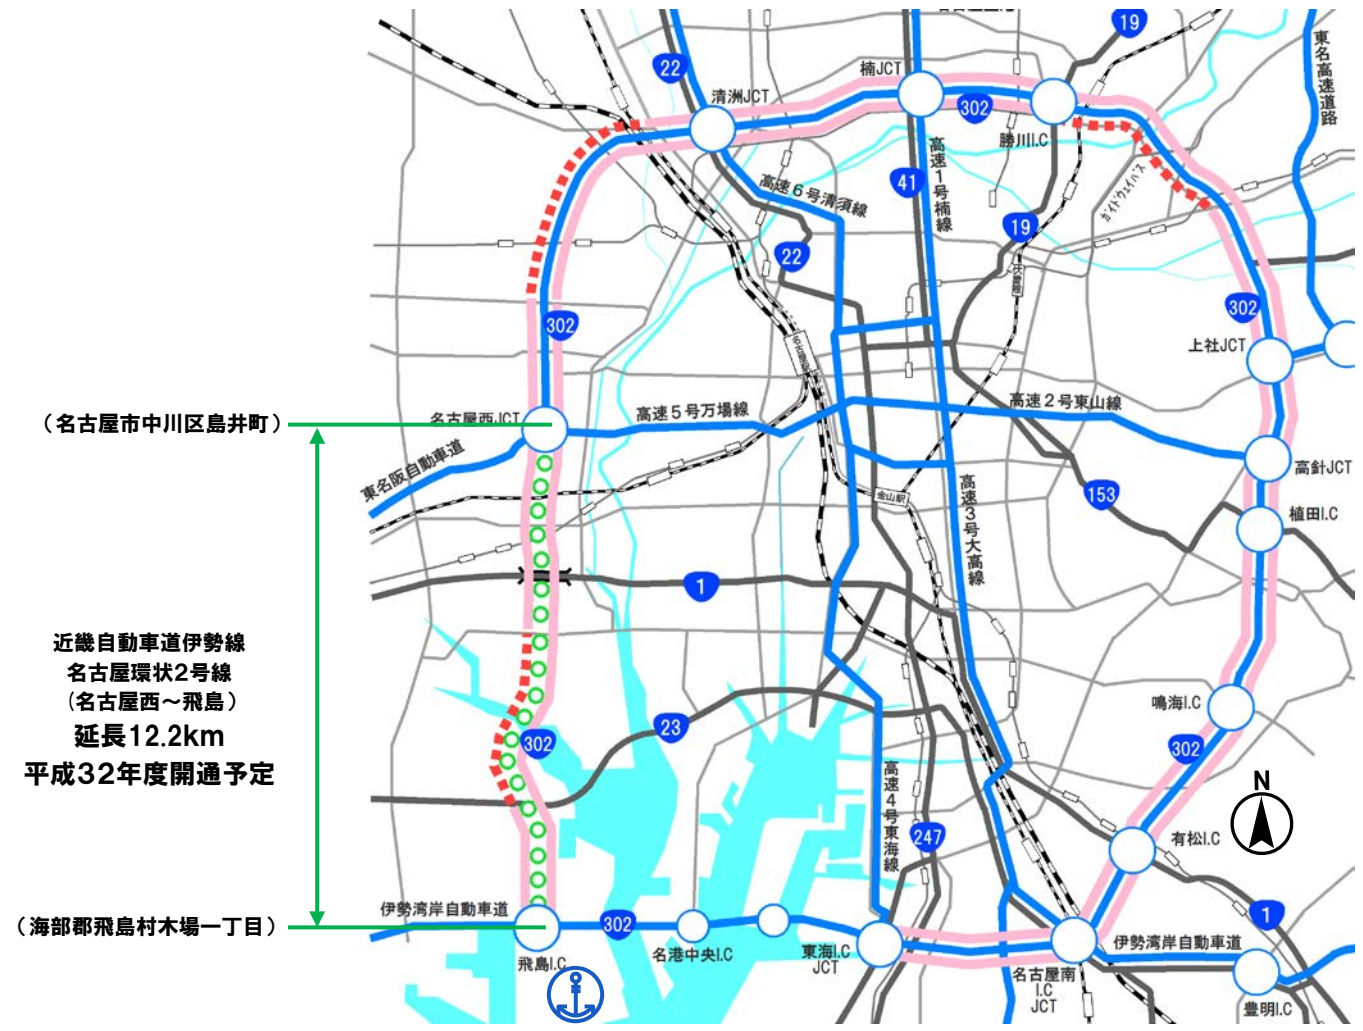 19
東名高速道路
22
楠JCT
清洲JCT
302
勝川I.C
高速1号楠線
ガイドウェイバス
41
高速6号清須線
19
22
大曽根
302
302
上社JCT
名古屋駅
（名古屋市中川区島井町）
名古屋西JCT
高速5号万場線
高速2号東山線
東名阪自動車道
高針JCT
金山駅
高速3号大高線
153
植田I.C
1
近畿自動車道伊勢線
名古屋環状2号線
（名古屋西～飛島）
延長12.2km
平成32年度開通予定
鳴海I.C
302
23
302
N
高速4号東海線
247
有松I.C
（海部郡飛島村木場一丁目）
伊勢湾岸自動車道
302
1
飛島I.C
名港中央I.C
東海I.C
JCT
伊勢湾岸自動車道
名古屋南
I.C
JCT
豊明I.C